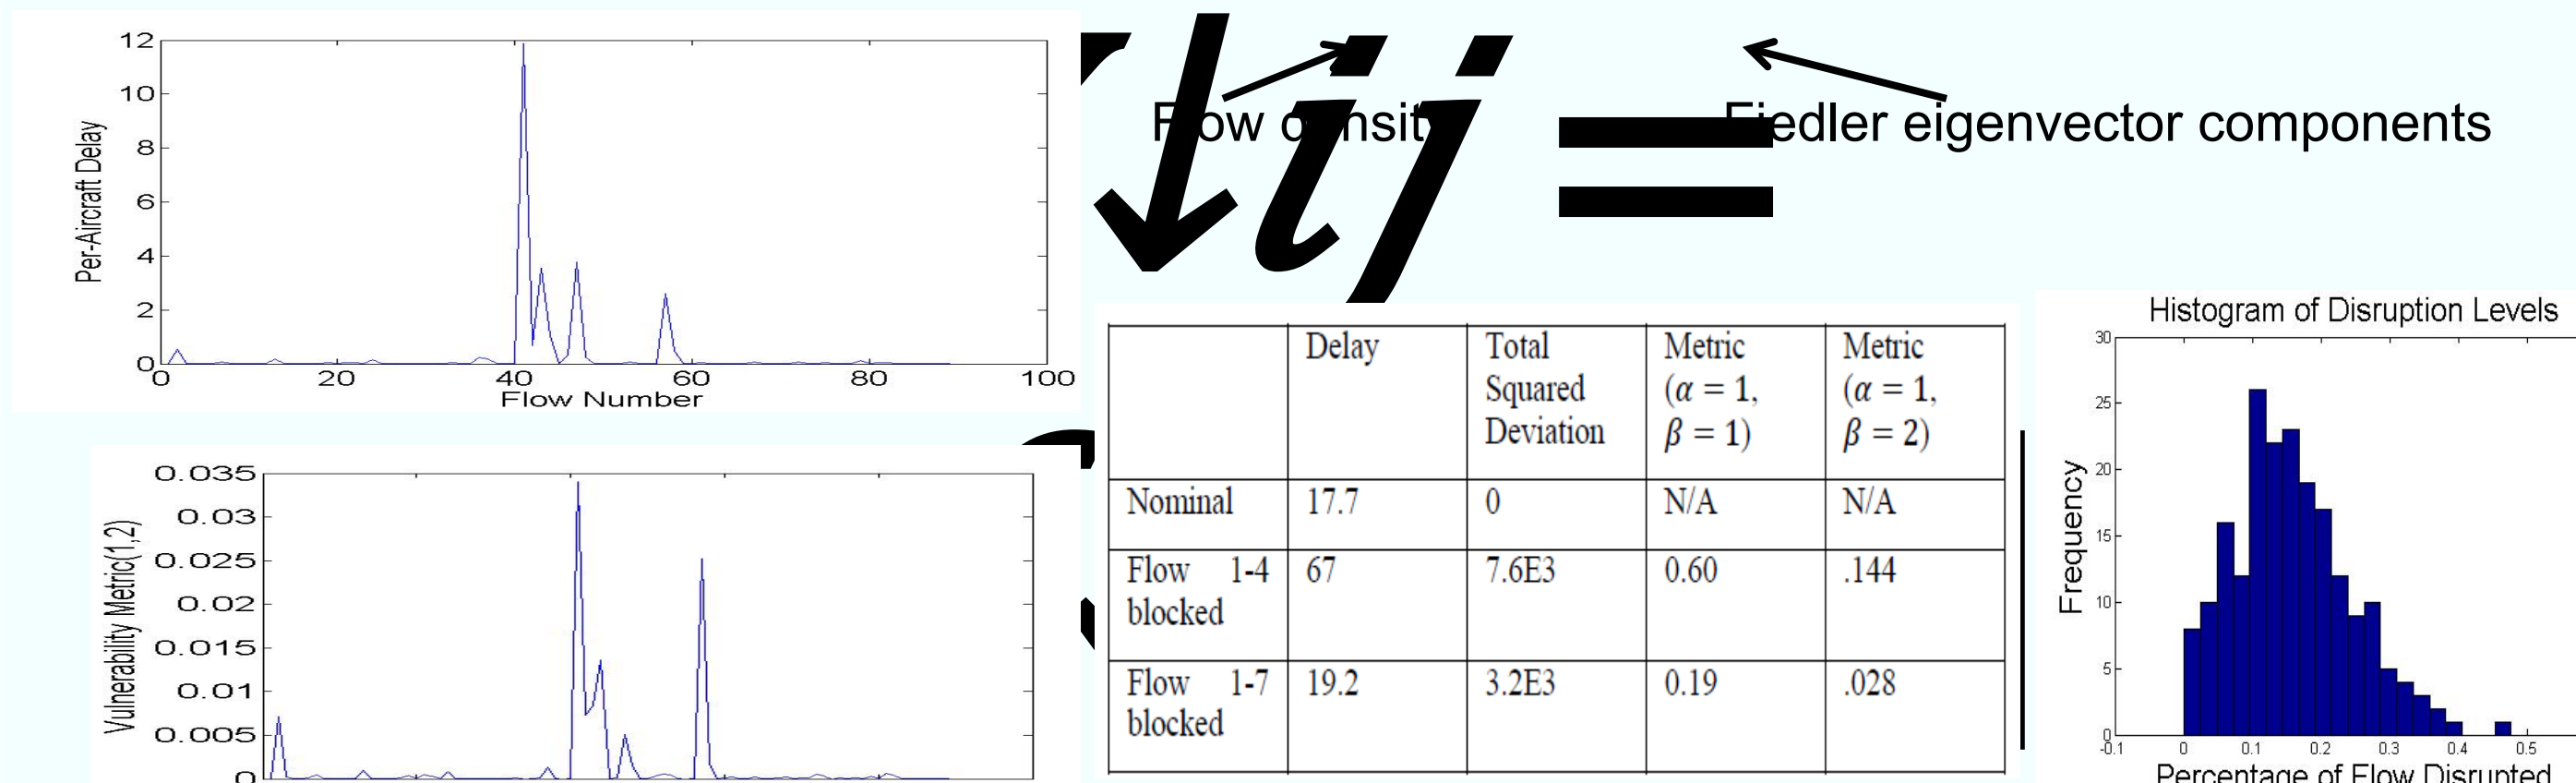 12
10
8
6
4
2
0
Per-Aircraft Delay
0 20 40 60 80 100
Flow Number
↓ij =
Fiedler eigenvector components
0.035
0.03
0.025
0.02
0.015
0.01
0.005
0
Vulnerability Metric(1,2)
Delay Total Metric Metric
Squared (α = 1, (α = 1,
Deviation β = 1) β = 2)
Nominal 17.7 0 N/A N/A
Flow 1-4 67 7.6E3 0.60 .144
blocked
Flow 1-7 19.2 3.2E3 0.19 .028
blocked
Histogram of Disruption Levels
30
25
20
15
10
5
0
Frequency
-0.1 0 0.1 0.2 0.3 0.4 0.5
Percentage of Flow Disrupted